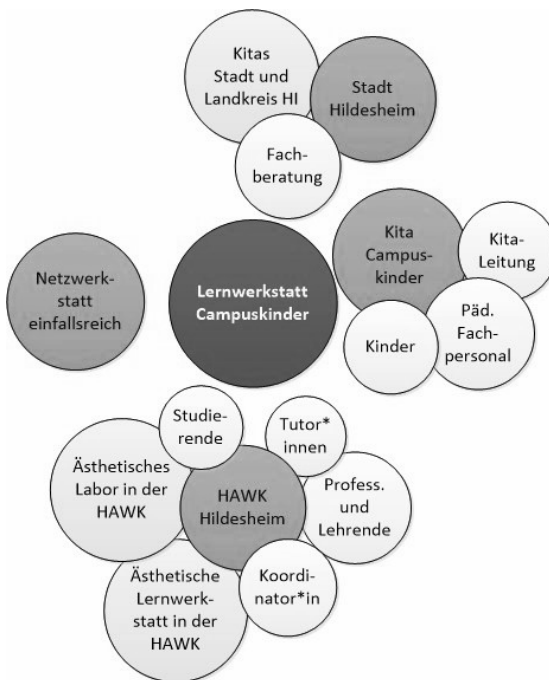 Kitas
Stadt und
Landkreis HI
Stadt
Hildesheim
Fach-
beratung
Kita
Campus-
kinder
Kita-
Leitung
Netzwerk-
statt
einfallsreich
Lernwerkstatt
Campuskinder
Päd.
Fach-
personal
Kinder
Studie-
rende
Tutor*
innen
Ästhetisches
Labor in der
HAWK
HAWK
Hildesheim
Profess.
und
Lehrende
Ästhetische
Lernwerk-
statt in der
HAWK
Koordi-
nator*in